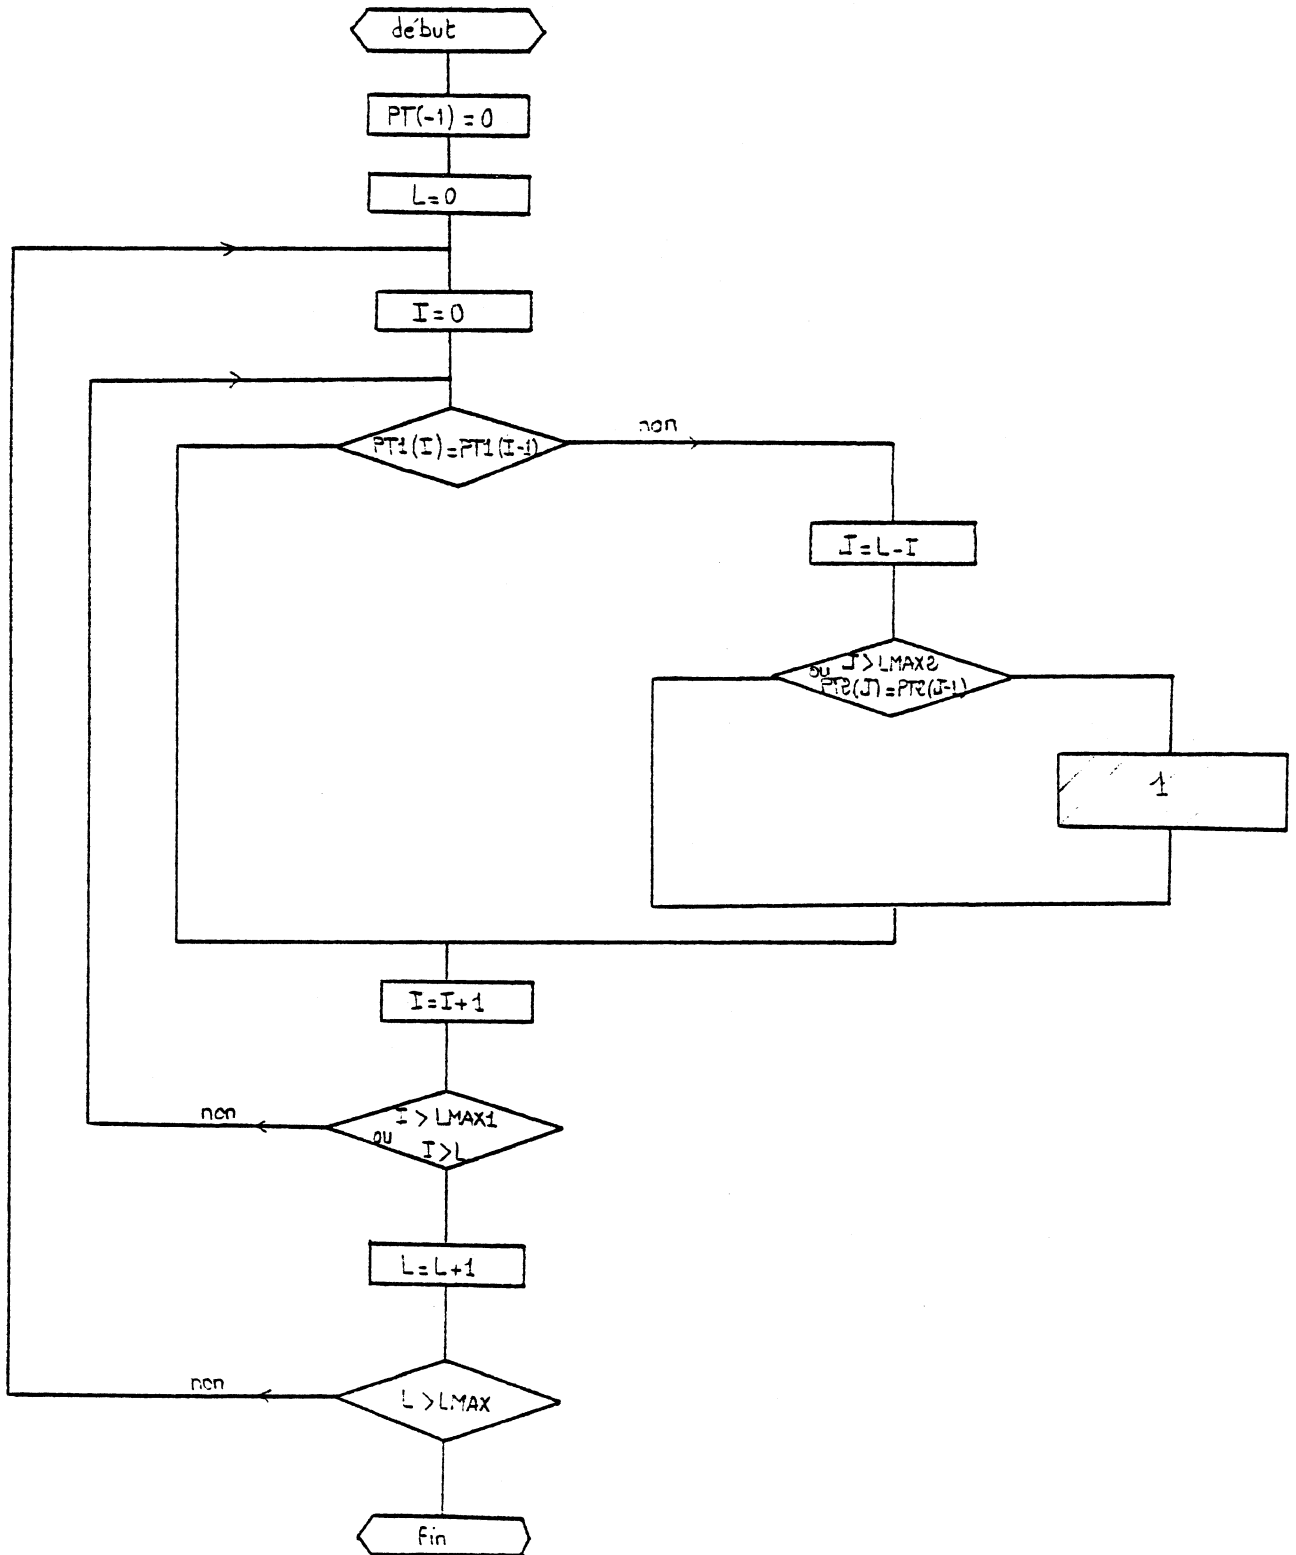 début
PT(-1) = 0
L=0
I=0
PT1(I)=PT1(I-1)
non
J=L-I
J>LMAX2
ou
PT2(J)=PT2(J-1)
1
I=I+1
I > LMAX1
ou
I>L
non
L=L+1
L >LMAX
non
fin